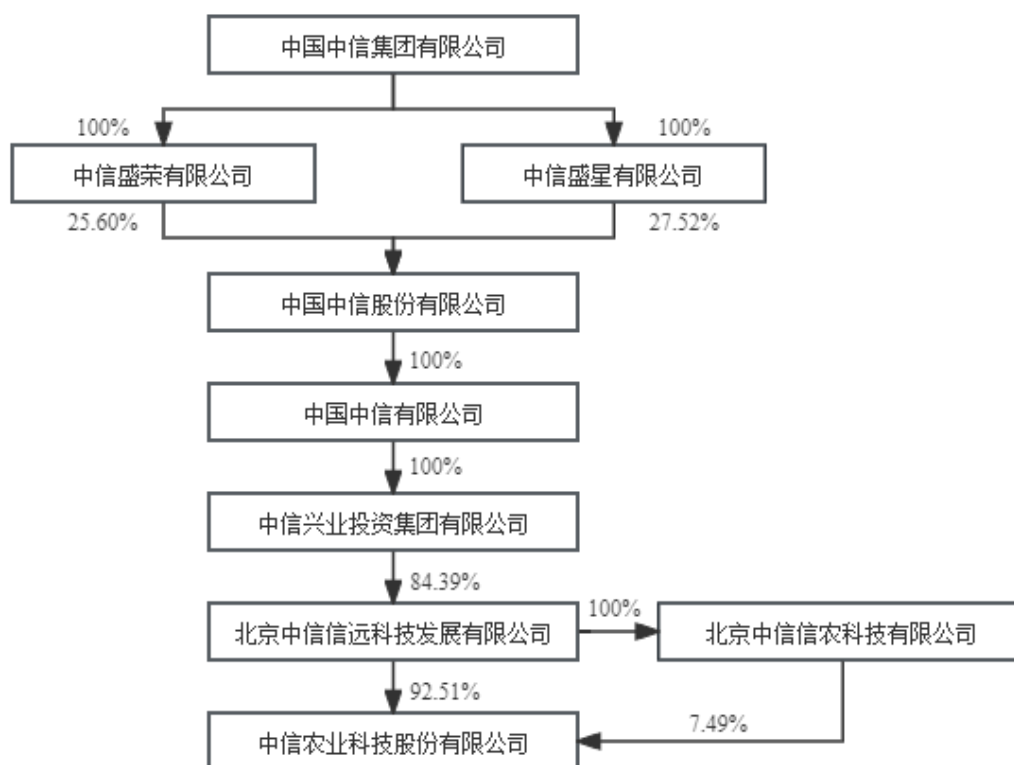 中国中信集团有限公司
100%
100%
中信盛荣有限公司
中信盛星有限公司
25.60%
27.52%
中国中信股份有限公司
100%
中国中信有限公司
100%
中信兴业投资集团有限公司
84.39%
100%
北京中信信远科技发展有限公司
北京中信信农科技有限公司
92.51%
7.49%
中信农业科技股份有限公司